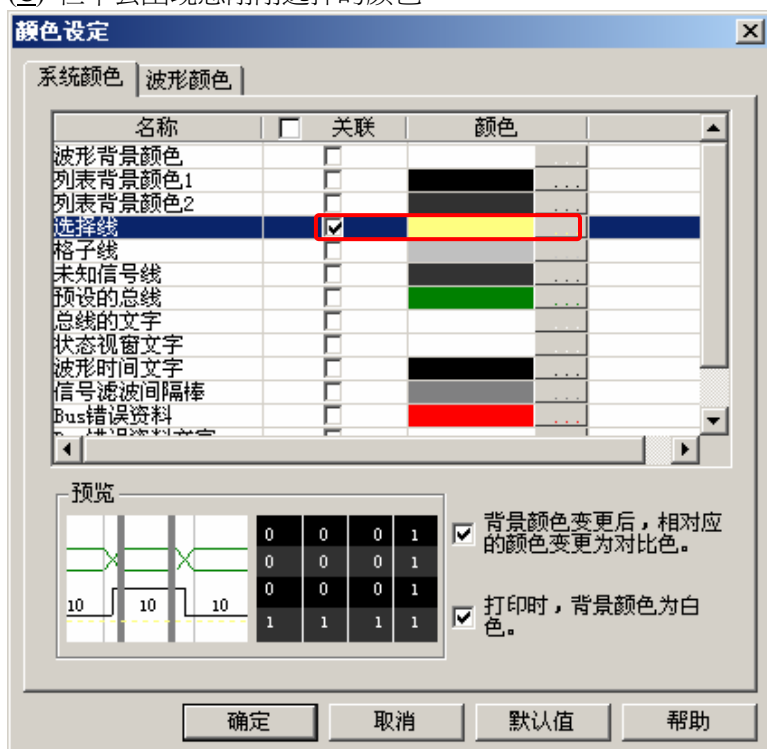 颜色设定
系统颜色 波形颜色
名称 关联 颜色
波形背景颜色 ...
列表背景颜色1 ...
列表背景颜色2 ...
选择线 ...
格子线 ...
未知信号线 ...
预设的总线 ...
总线的文字 ...
状态视窗文字 ...
波形时间文字 ...
信号滤波间隔棒 ...
Bus错误资料 ...
预览
0 0 0 1
0 0 0 1
0 0 0 1
1 1 1 1
10 10 10
背景颜色变更后，相对应
的颜色变更为对比色。
打印时，背景颜色为白
色。
确定 取消 默认值 帮助